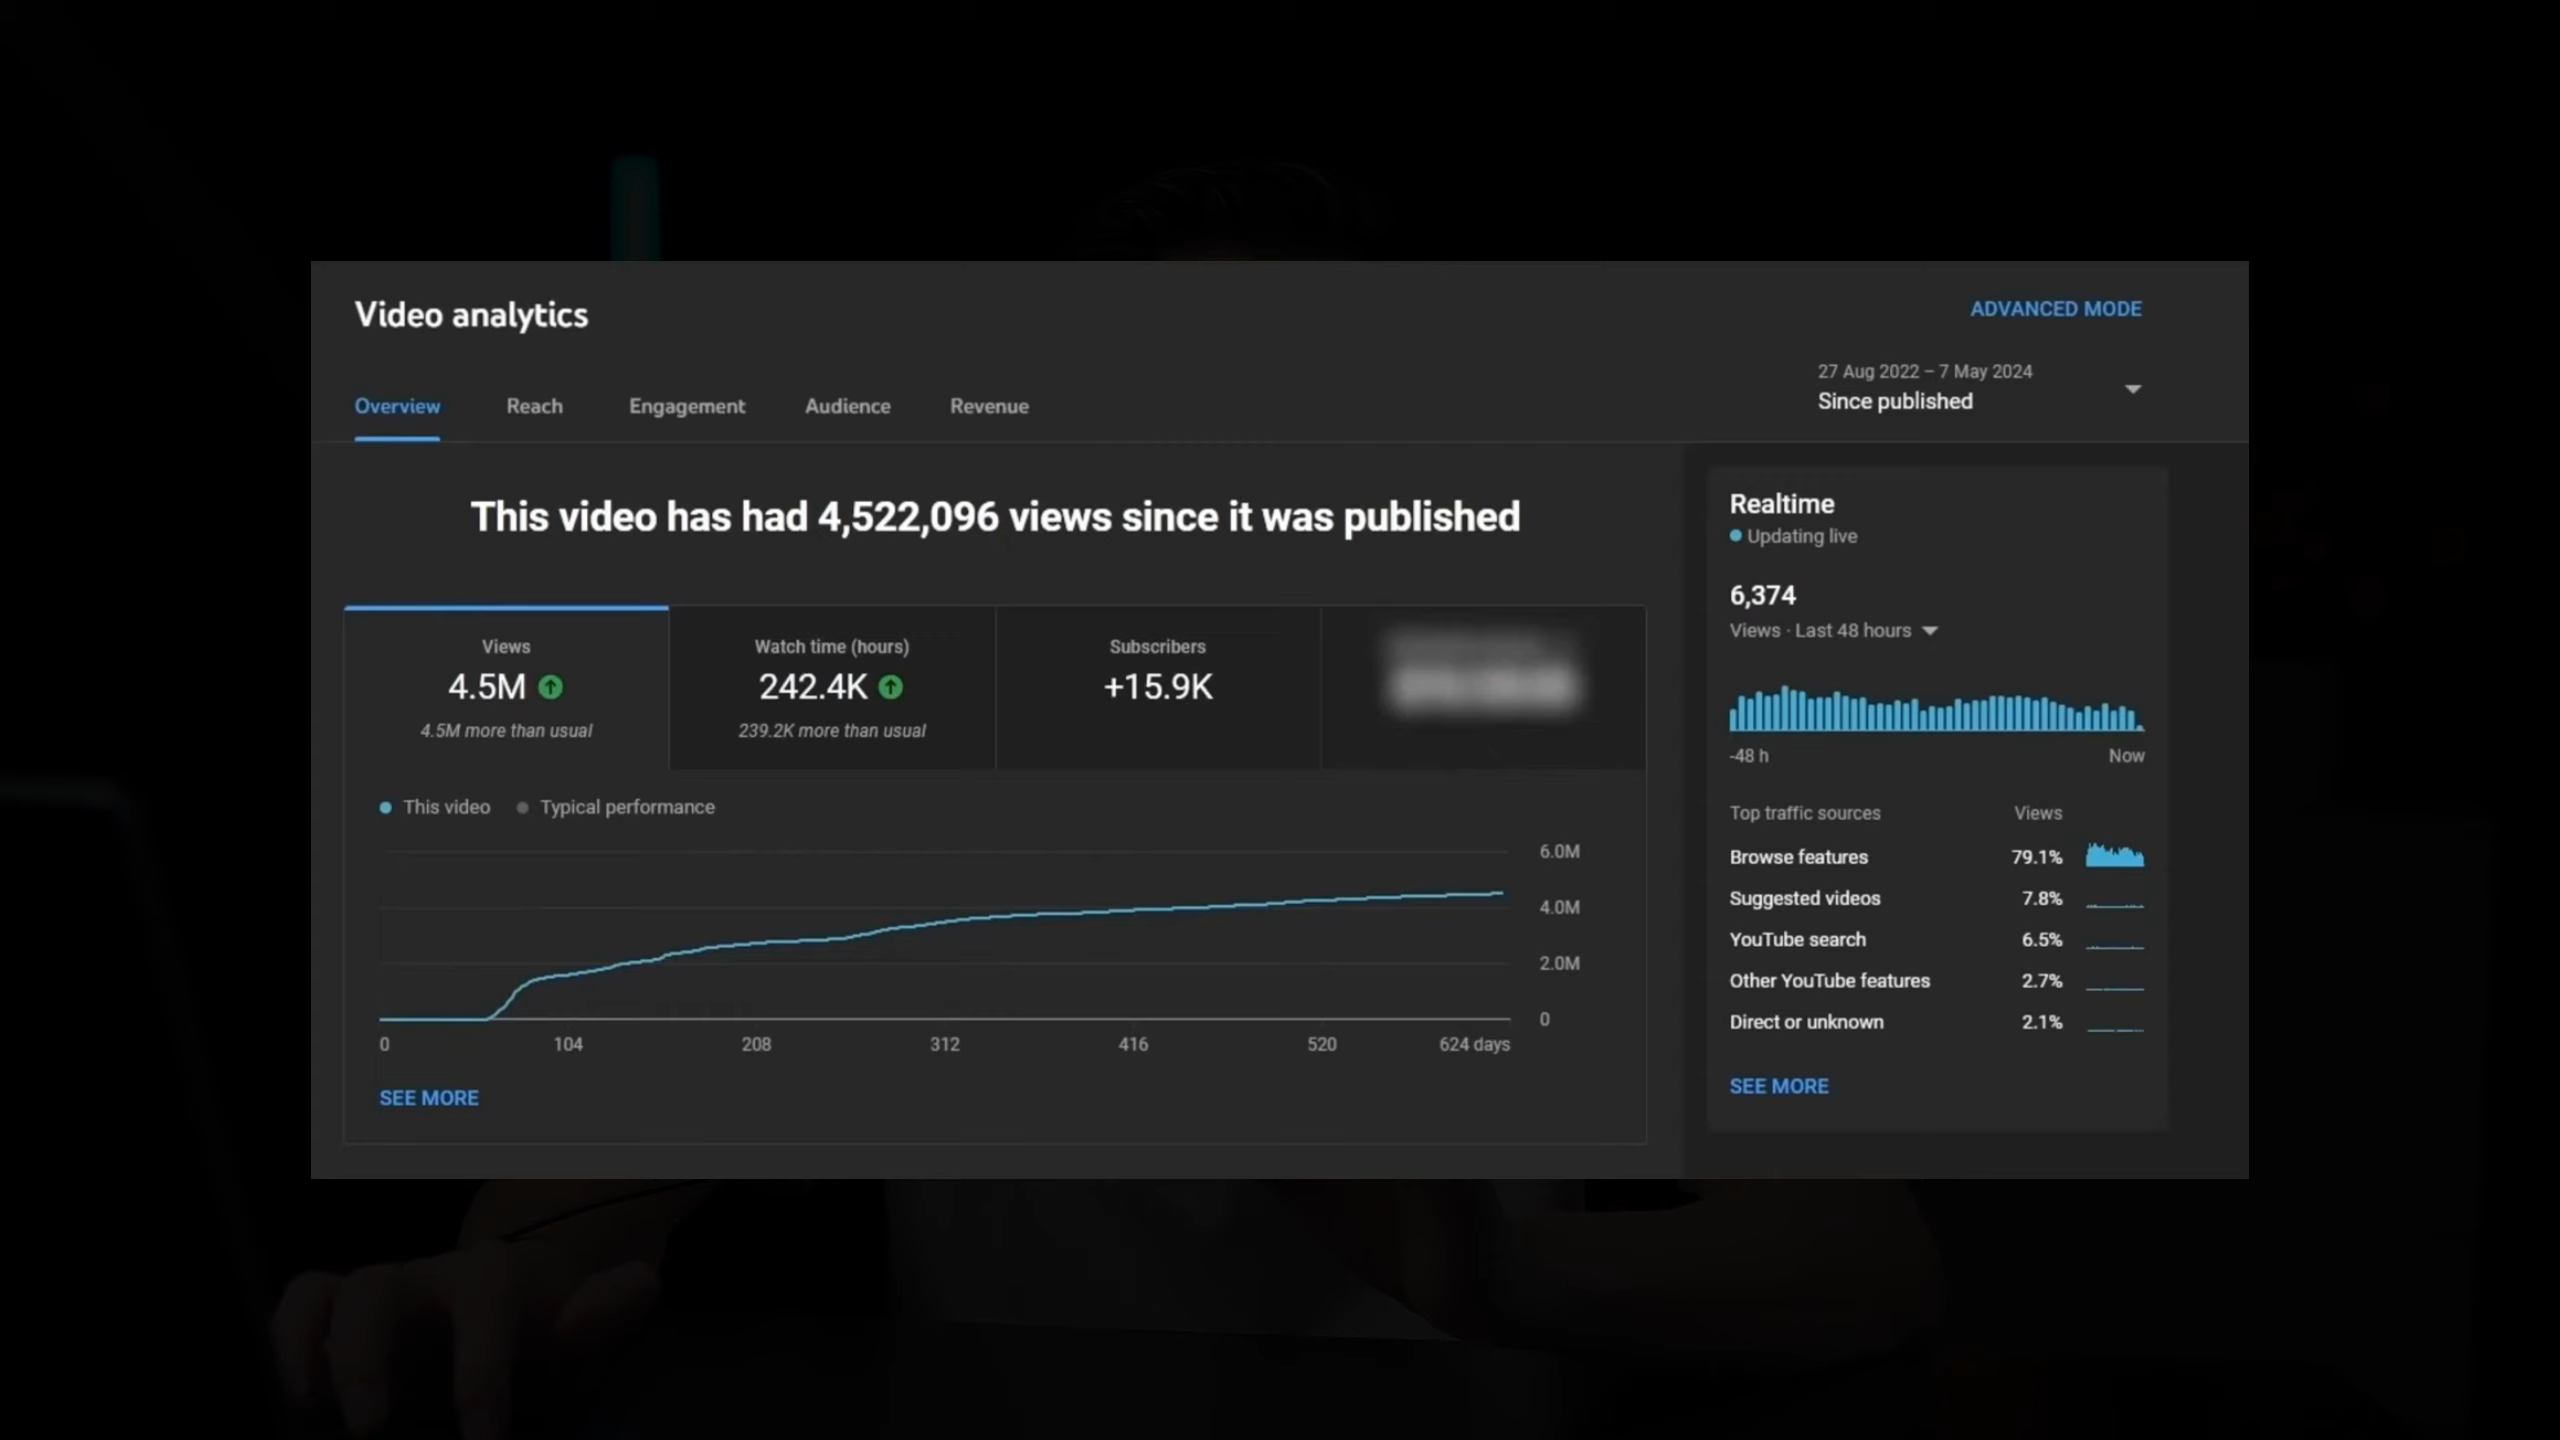 Video analytics
ADVANCED MODE
27 Aug 2022 – 7 May 2024
Since published
Overview Reach Engagement Audience Revenue
This video has had 4,522,096 views since it was published
Views
4.5M
4.5M more than usual
Watch time (hours)
242.4K
239.2K more than usual
Subscribers
+15.9K
This video Typical performance
6.0M
4.0M
2.0M
0
0 104 208 312 416 520 624 days
SEE MORE
Realtime
Updating live
6,374
Views · Last 48 hours
-48 h Now
Top traffic sources Views
Browse features 79.1%
Suggested videos 7.8%
YouTube search 6.5%
Other YouTube features 2.7%
Direct or unknown 2.1%
SEE MORE